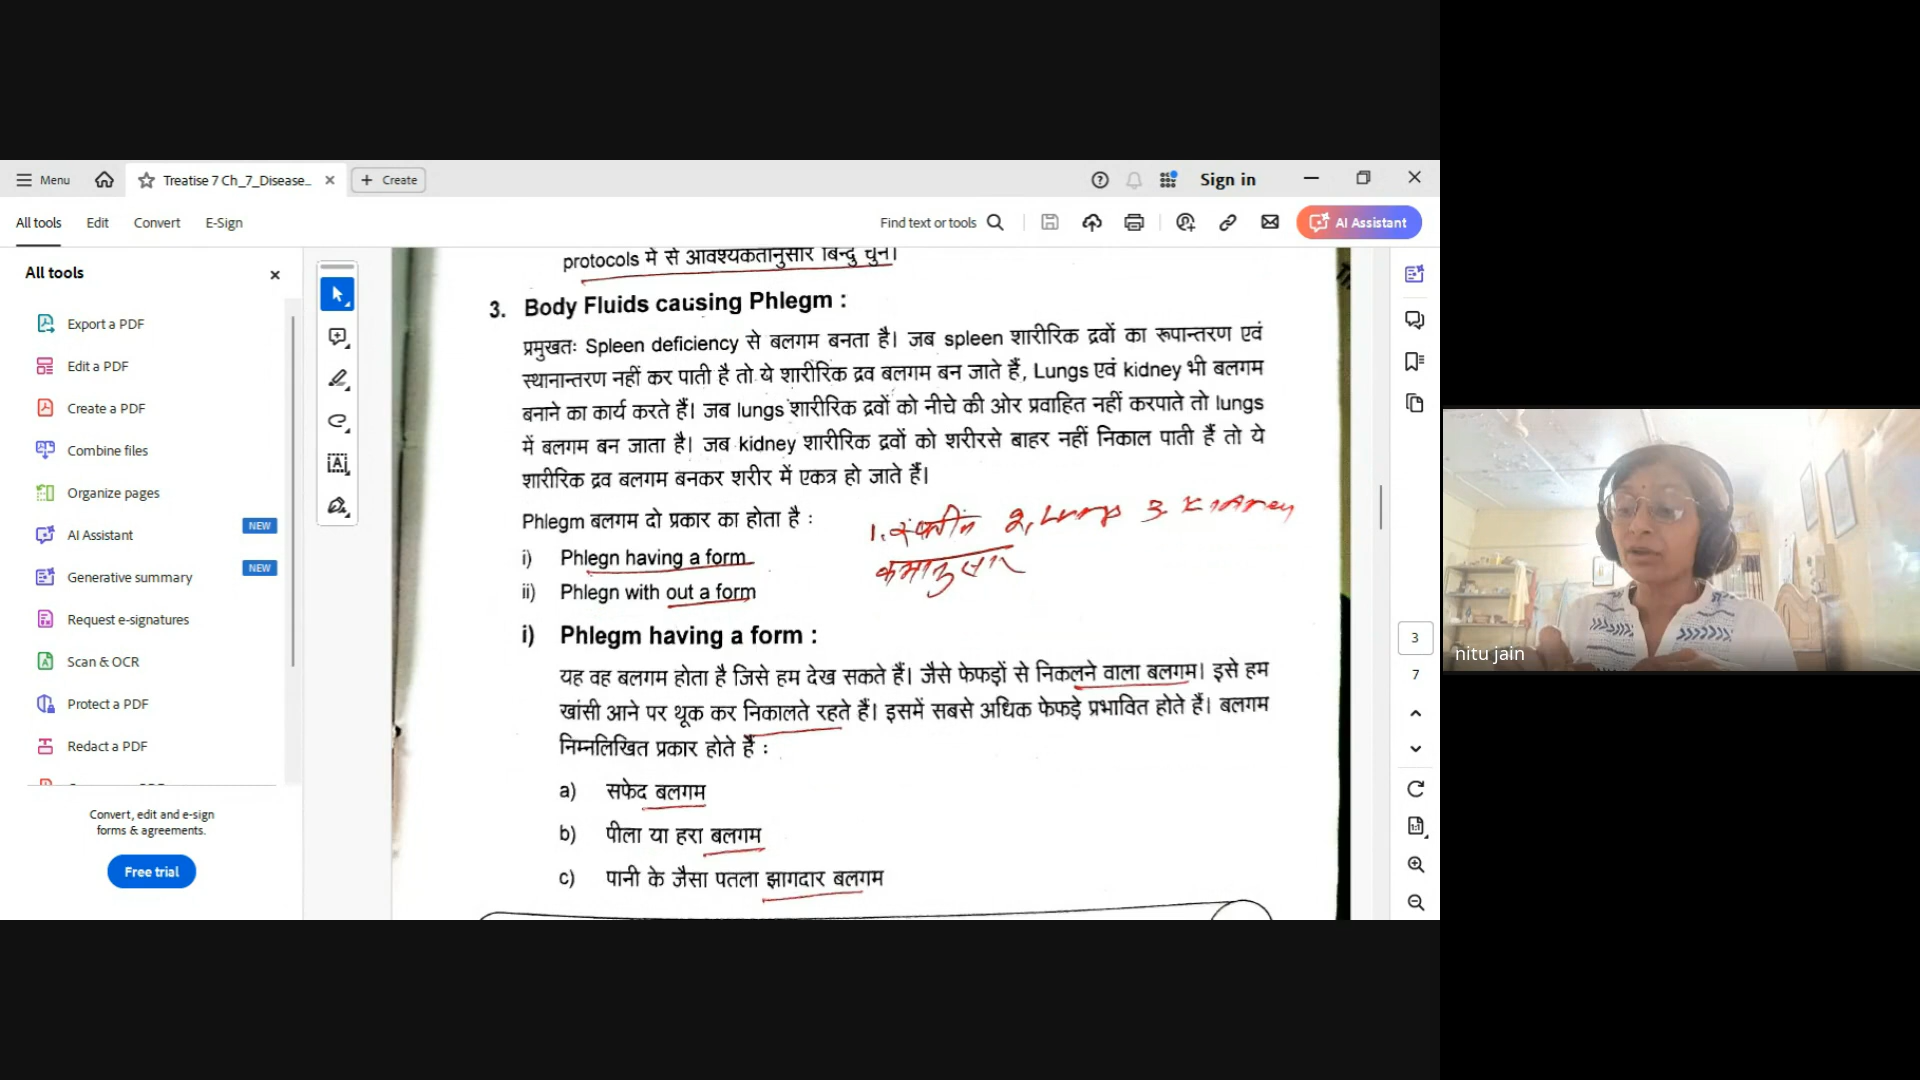 Menu
Treatise 7 Ch_7_Disease...
Create
Sign in
All tools
Edit
Convert
E-Sign
Find text or tools
AI Assistant
All tools
Export a PDF
Edit a PDF
Create a PDF
Combine files
Organize pages
AI Assistant NEW
Generative summary NEW
Request e-signatures
Scan & OCR
Protect a PDF
Redact a PDF
Convert, edit and e-sign
forms & agreements.
Free trial
protocols में से आवश्यकतानुसार बिन्दु चुनें।
3. Body Fluids causing Phlegm :
प्रमुखतः Spleen deficiency से बलगम बनता है। जब spleen शारीरिक द्रवों का रूपान्तरण एवं
स्थानान्तरण नहीं कर पाती है तो ये शारीरिक द्रव बलगम बन जाते हैं, Lungs एवं kidney भी बलगम
बनाने का कार्य करते हैं। जब lungs शारीरिक द्रवों को नीचे की ओर प्रवाहित नहीं करपाते तो lungs
में बलगम बन जाता है। जब kidney शारीरिक द्रवों को शरीरसे बाहर नहीं निकाल पाती हैं तो ये
शारीरिक द्रव बलगम बनकर शरीर में एकत्र हो जाते हैं।
Phlegm बलगम दो प्रकार का होता है :
1. स्प्लीन 2, Lungs 3 Kidney
क्रमानुसार
i) Phlegn having a form
ii) Phlegn with out a form
i) Phlegm having a form :
यह वह बलगम होता है जिसे हम देख सकते हैं। जैसे फेफड़ों से निकलने वाला बलगम। इसे हम
खांसी आने पर थूक कर निकालते रहते हैं। इसमें सबसे अधिक फेफड़े प्रभावित होते हैं। बलगम
निम्नलिखित प्रकार होते हैं :
a) सफेद बलगम
b) पीला या हरा बलगम
c) पानी के जैसा पतला झागदार बलगम
3
7
nitu jain